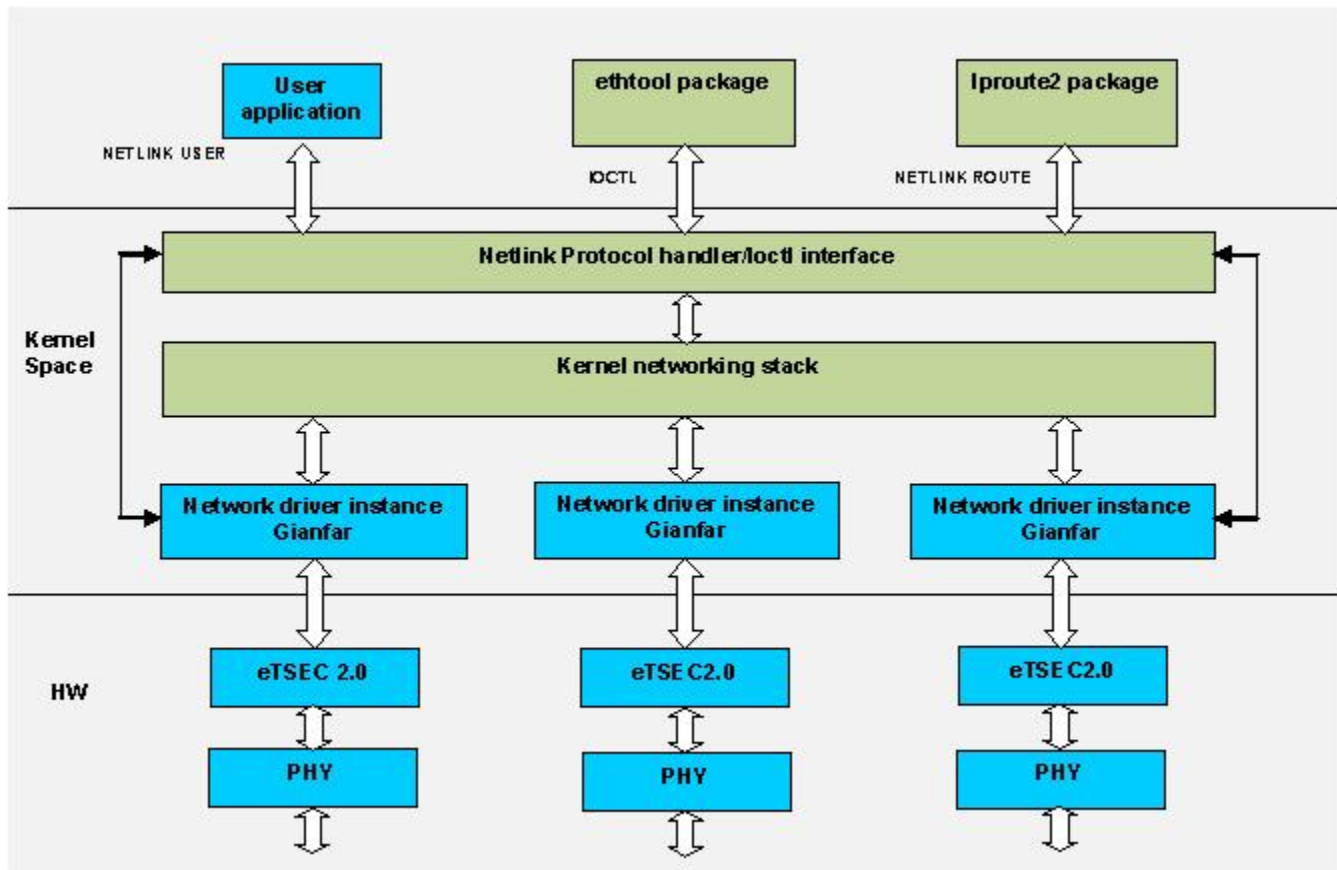 User
application
ethtool package
Iproute2 package
NETLINK USER
IOCTL
NETLINK ROUTE
Netlink Protocol handler/Ioctl interface
Kernel
Space
Kernel networking stack
Network driver instance
Gianfar
Network driver instance
Gianfar
Network driver instance
Gianfar
HW
eTSEC 2.0
eTSEC2.0
eTSEC2.0
PHY
PHY
PHY